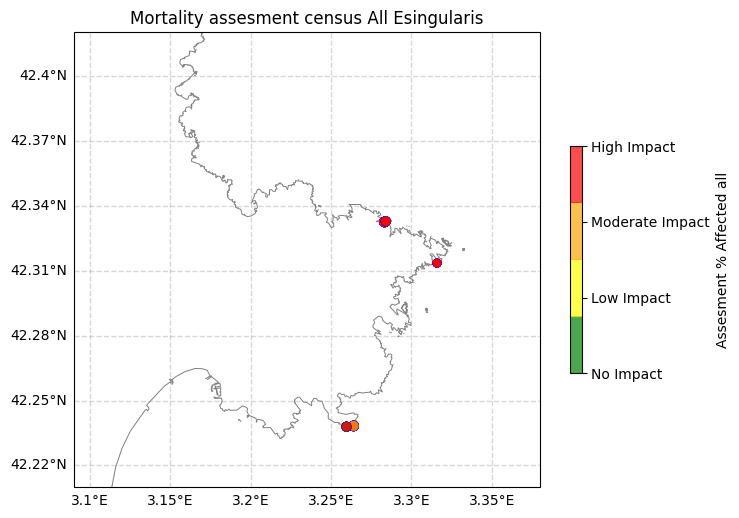 Mortality assesment census All Esingularis
42.4°N
42.37°N
42.34°N
42.31°N
42.28°N
42.25°N
42.22°N
3.1°E 3.15°E 3.2°E 3.25°E 3.3°E 3.35°E
High Impact
Moderate Impact
Low Impact
No Impact
Assesment % Affected all